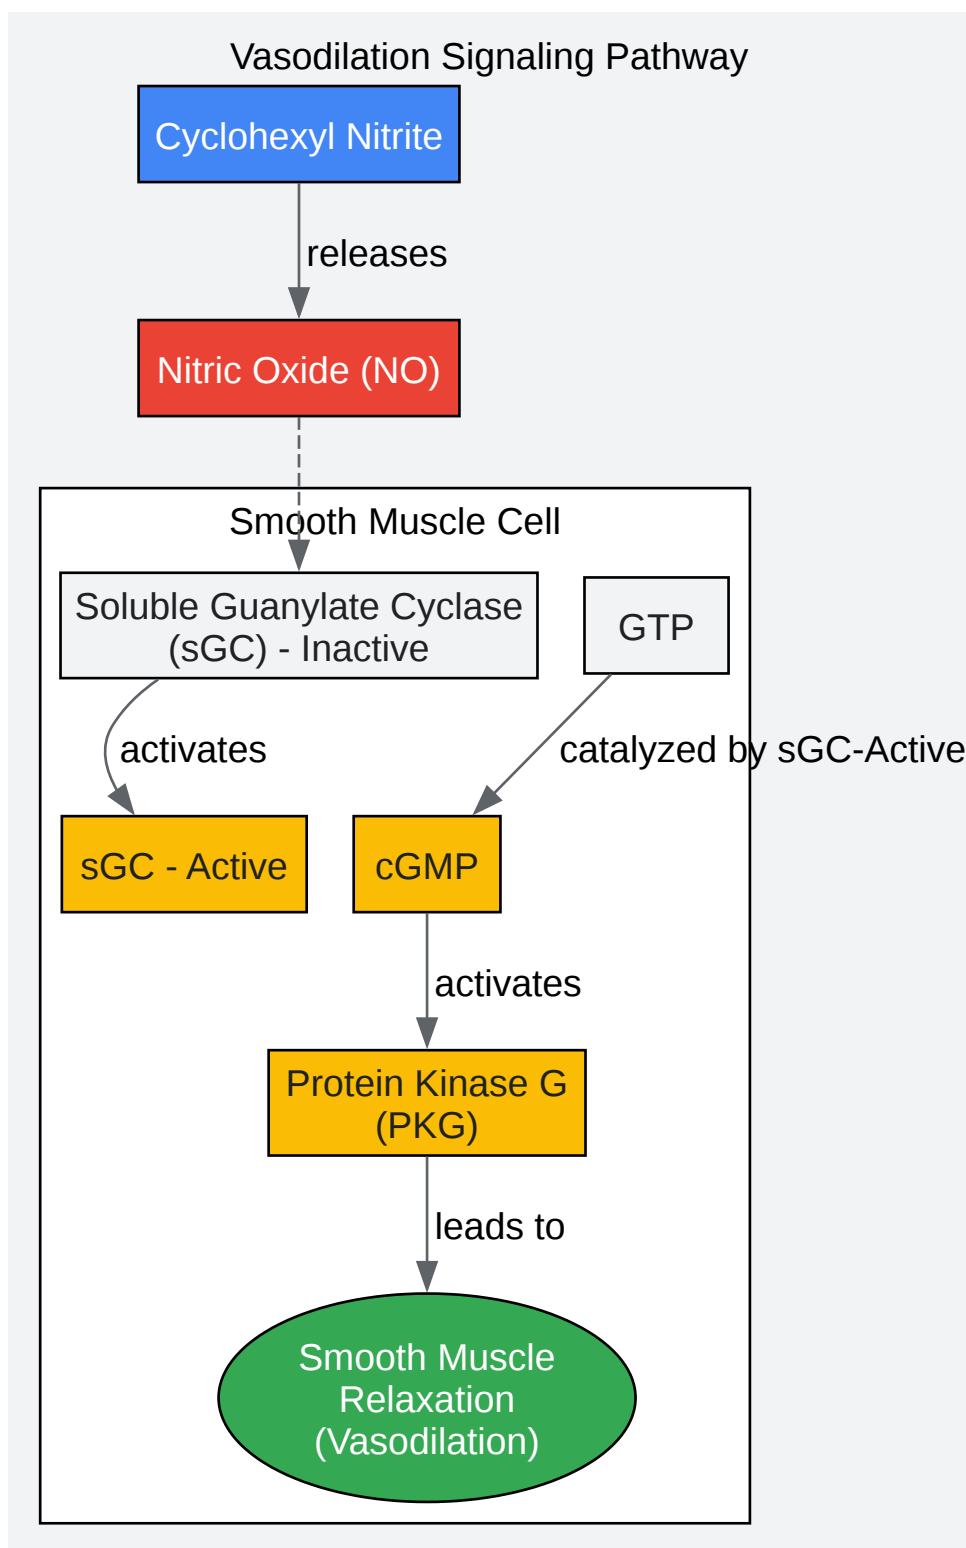 Vasodilation Signaling Pathway
Cyclohexyl Nitrite
releases
Nitric Oxide (NO)
Smooth Muscle Cell
Soluble Guanylate Cyclase
(sGC) - Inactive
GTP
activates
catalyzed by sGC-Active
sGC - Active
cGMP
activates
Protein Kinase G
(PKG)
leads to
Smooth Muscle
Relaxation
(Vasodilation)